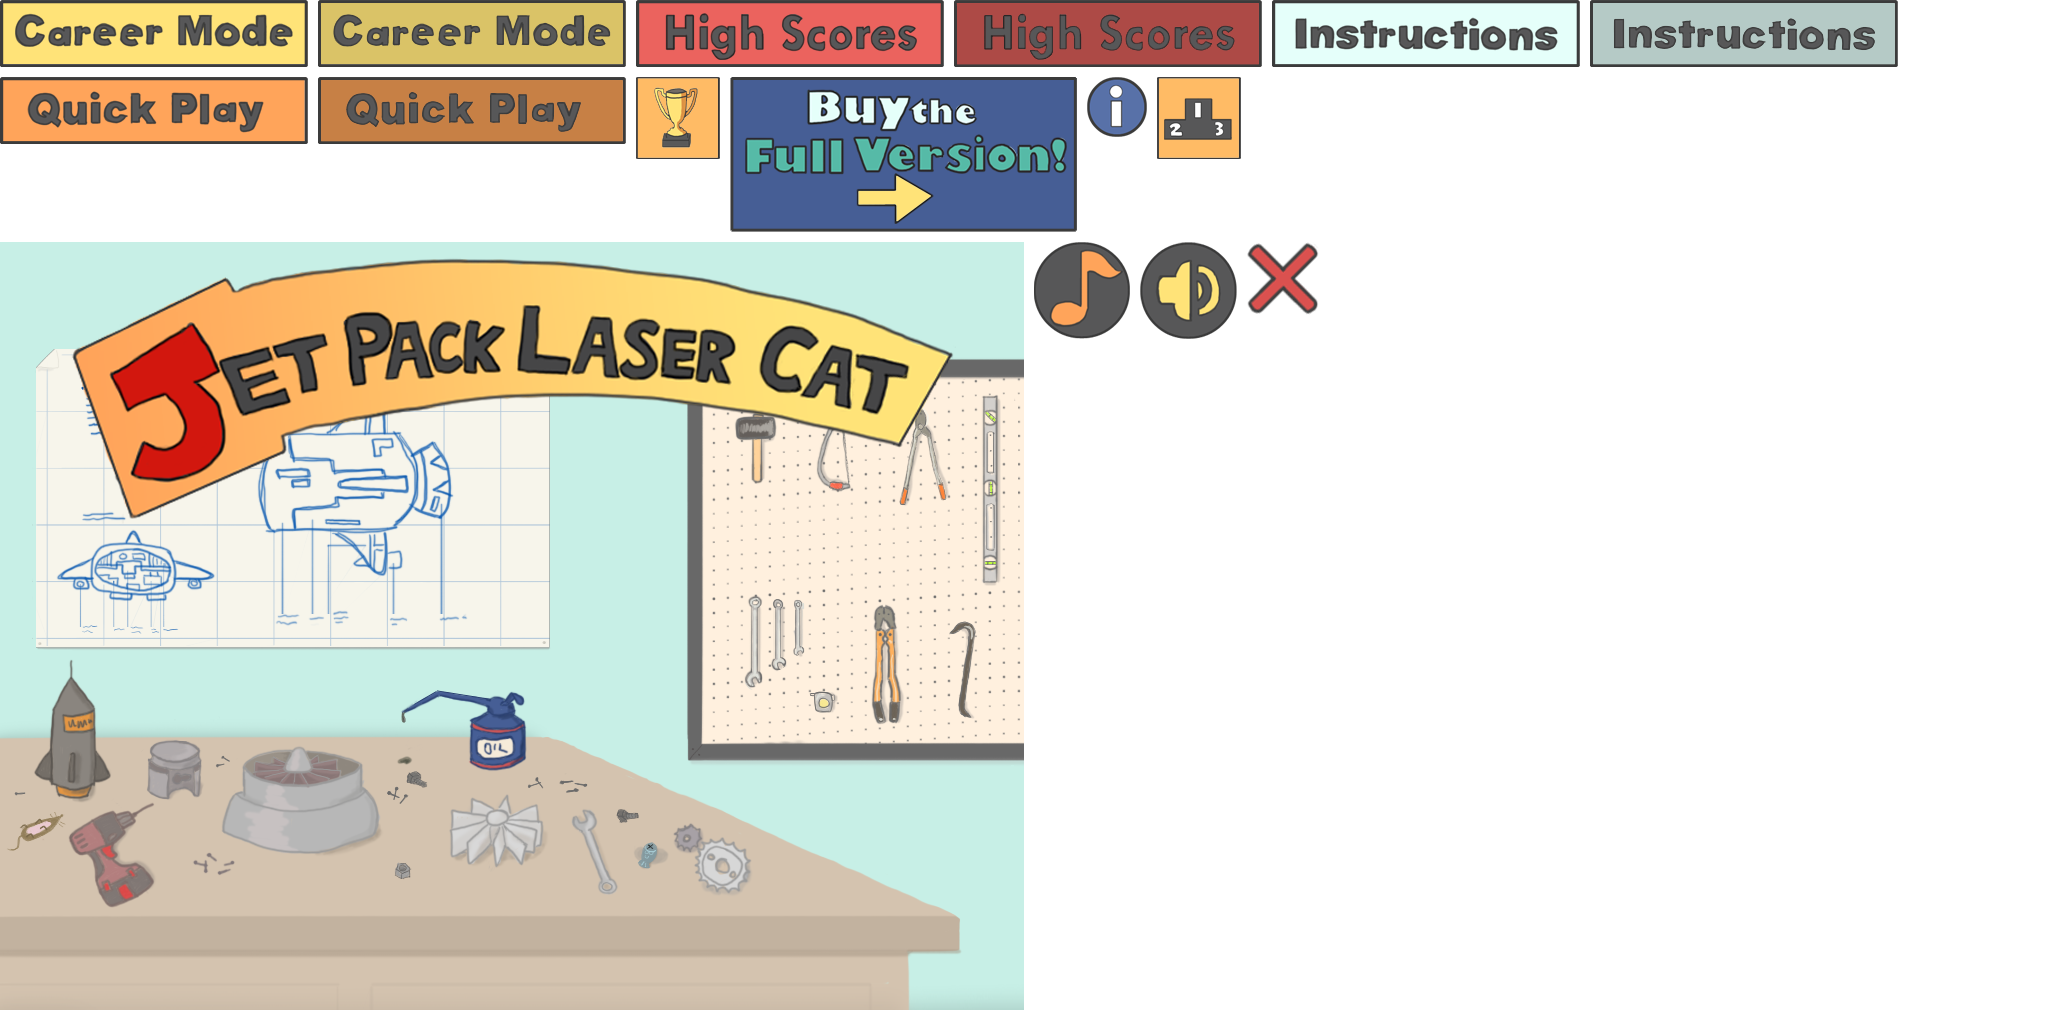 Career Mode
Career Mode
High Scores
High Scores
Instructions
Instructions
Quick Play
Quick Play
Buy the
Full Version!
i
1
2 3
JET PACK LASER CAT
OIL